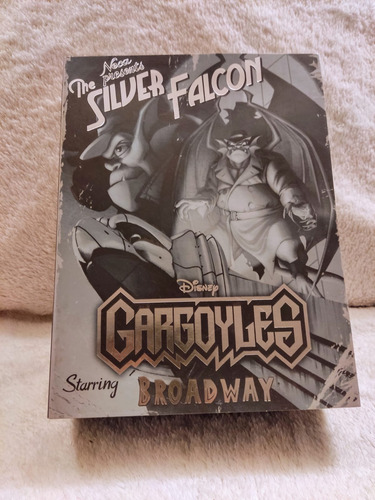 Neca
presents
The
SILVER FALCON
Disney
GARGOYLES
Starring
BROADWAY